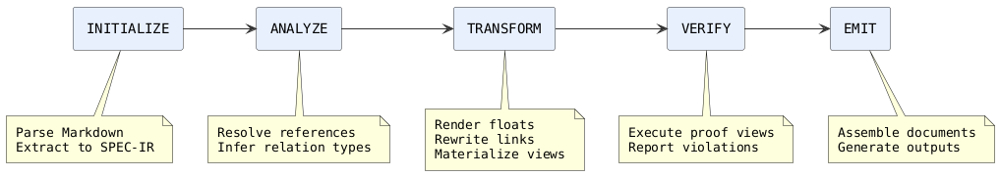 INITIALIZE
ANALYZE
TRANSFORM
VERIFY
EMIT
Parse Markdown
Extract to SPEC-IR
Resolve references
Infer relation types
Render floats
Rewrite links
Materialize views
Execute proof views
Report violations
Assemble documents
Generate outputs